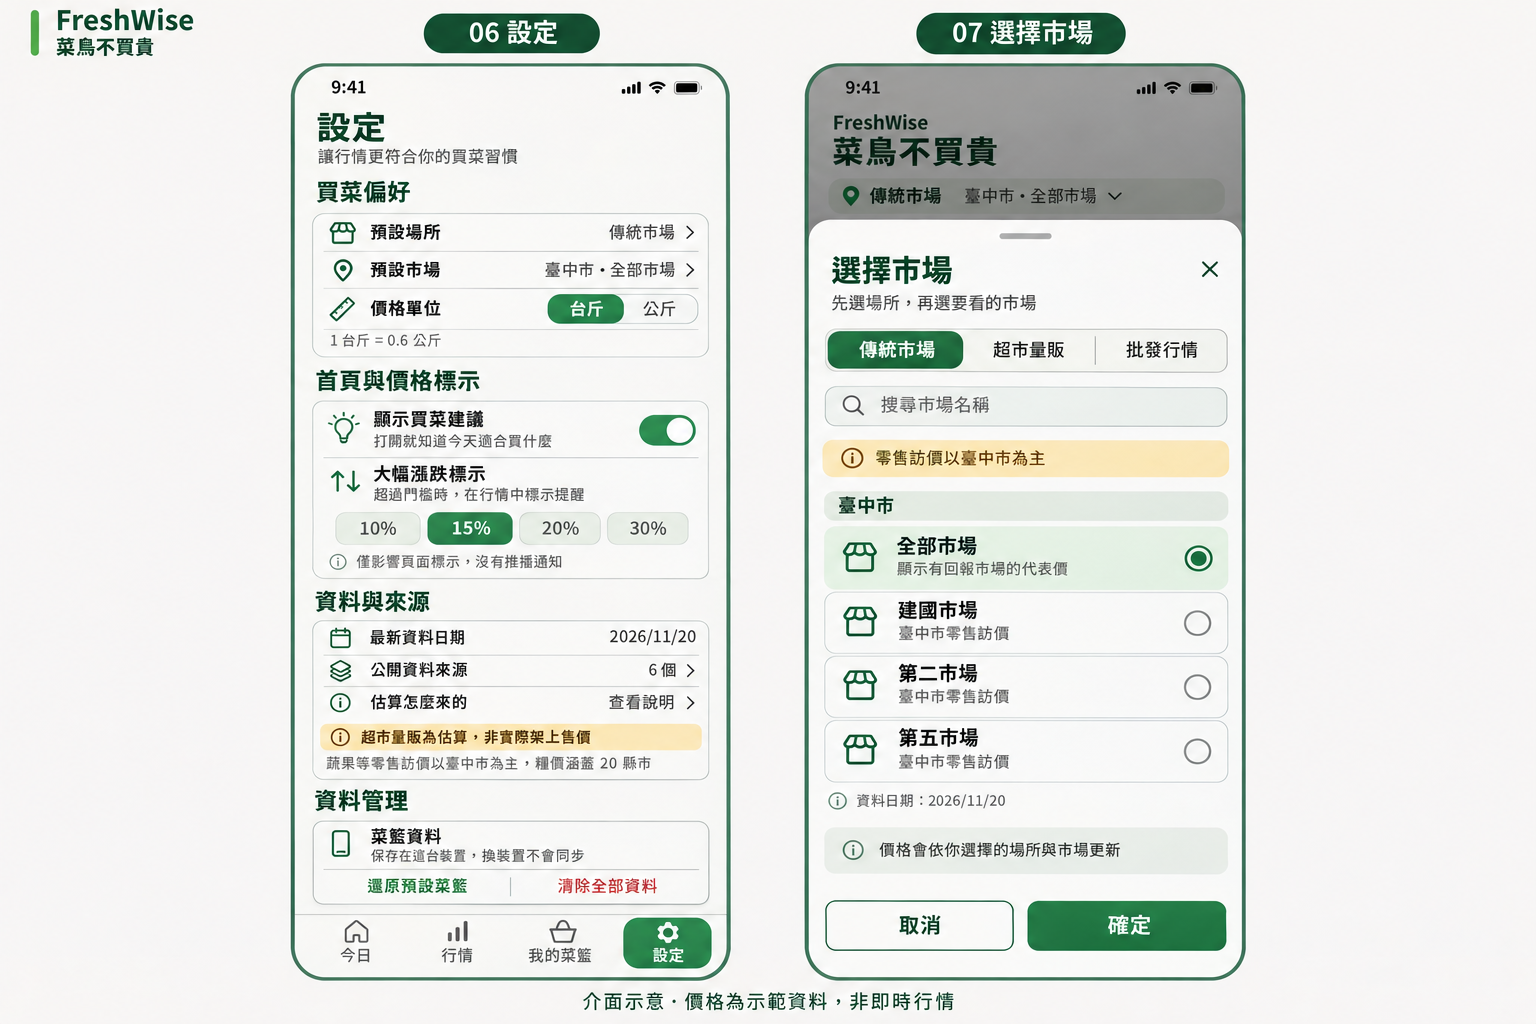 FreshWise
菜鳥不買貴
06 設定
9:41
設定
讓行情更符合你的買菜習慣
買菜偏好
預設場所 傳統市場
預設市場 臺中市・全部市場
價格單位 台斤 公斤
1 台斤 = 0.6 公斤
首頁與價格標示
顯示買菜建議
打開就知道今天適合買什麼
大幅漲跌標示
超過門檻時，在行情中標示提醒
10% 15% 20% 30%
僅影響頁面標示，沒有推播通知
資料與來源
最新資料日期 2026/11/20
公開資料來源 6 個
估算怎麼來的 查看說明
超市量販為估算，非實際架上售價
蔬果等零售訪價以臺中市為主，糧價涵蓋 20 縣市
資料管理
菜籃資料
保存在這台裝置，換裝置不會同步
還原預設菜籃 清除全部資料
今日 行情 我的菜籃 設定
07 選擇市場
9:41
FreshWise
菜鳥不買貴
傳統市場 臺中市・全部市場
選擇市場
先選場所，再選要看的市場
傳統市場 超市量販 批發行情
搜尋市場名稱
零售訪價以臺中市為主
臺中市
全部市場
顯示有回報市場的代表價
建國市場
臺中市零售訪價
第二市場
臺中市零售訪價
第五市場
臺中市零售訪價
資料日期：2026/11/20
價格會依你選擇的場所與市場更新
取消 確定
介面示意・價格為示範資料，非即時行情